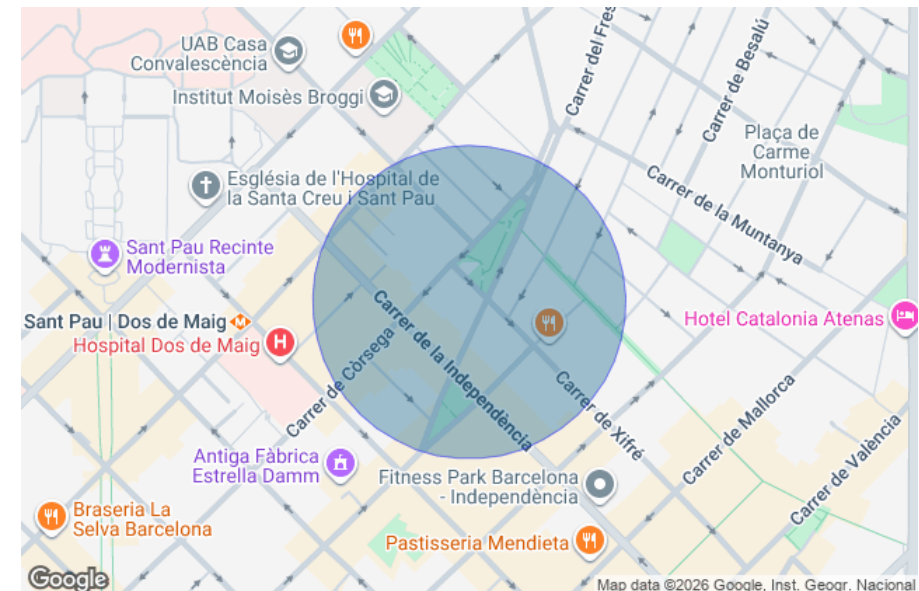 UAB Casa
Convalescència
Institut Moisès Broggi
Carrer del Fres
Carrer de Besalú
Plaça de
Carme
Monturiol
Església de l'Hospital de
la Santa Creu i Sant Pau
Carrer de la Muntanya
Sant Pau Recinte
Modernista
Sant Pau | Dos de Maig
Hospital Dos de Maig
H
Carrer de la Independència
Carrer de Còrsega
Hotel Catalonia Atenas
Carrer de Xifré
Carrer de Mallorca
Carrer de València
Antiga Fàbrica
Estrella Damm
Fitness Park Barcelona
- Independència
Braseria La
Selva Barcelona
Pastisseria Mendieta
Google
Map data ©2026 Google, Inst. Geogr. Nacional